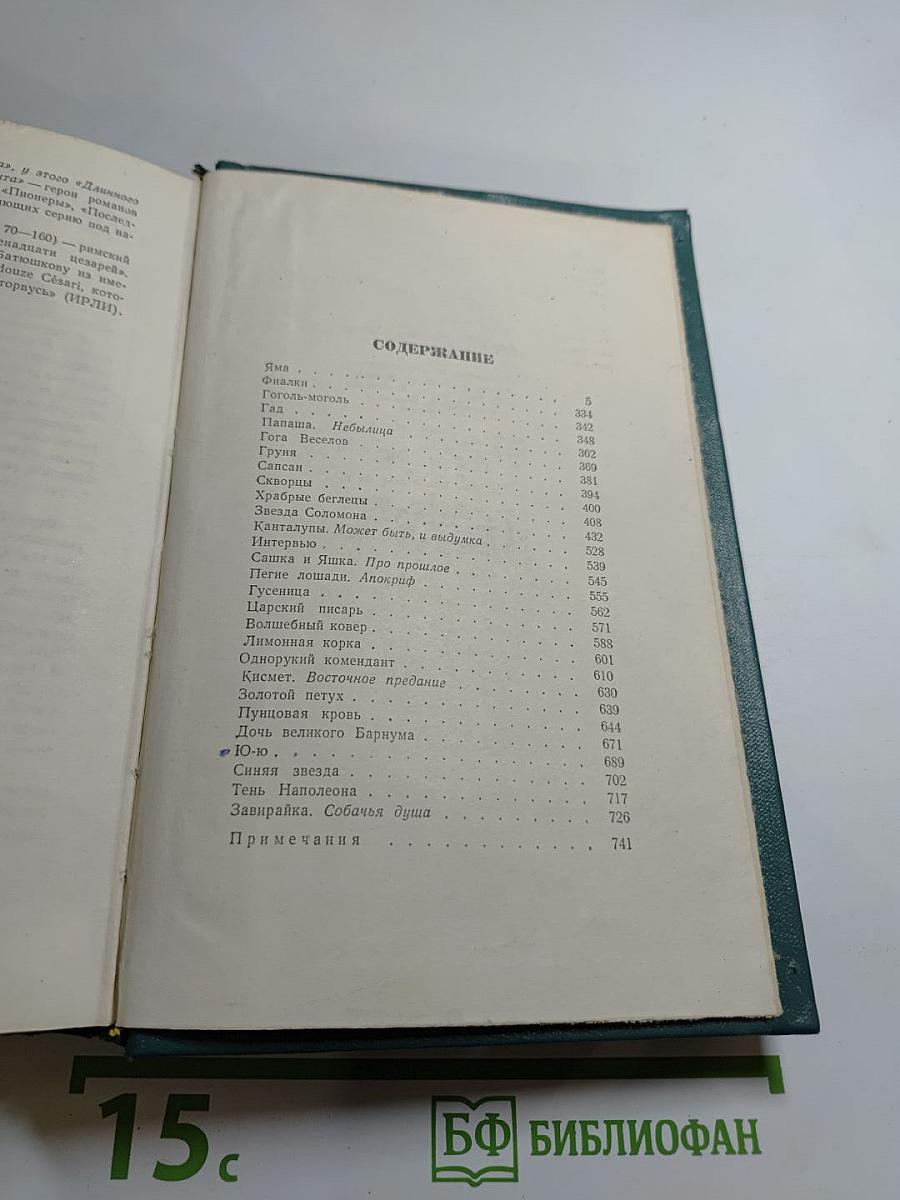 а», у этого «Длинного
ута» — герои романов
«Пионеры», «Послед-
ющих серию под на-
70—160) — римский
енадцати цезарей».
Батюшкову из име-
Douze Césari, кото-
торвусь» (ИРЛИ).
СОДЕРЖАНИЕ
Яма . . . . . . . . . . 5
Фиалки . . . . . . . . . . 334
Гоголь-моголь . . . . . . . . . . 342
Гад . . . . . . . . . . 348
Папаша. Небылица . . . . . . . . . . 362
Гога Веселов . . . . . . . . . . 369
Груня . . . . . . . . . . 381
Сапсан . . . . . . . . . . 394
Скворцы . . . . . . . . . . 400
Храбрые беглецы . . . . . . . . . . 408
Звезда Соломона . . . . . . . . . . 432
Канталупы. Может быть, и выдумка . . . . . . 528
Интервью . . . . . . . . . . 539
Сашка и Яшка. Про прошлое . . . . . . . . 545
Пегие лошади. Апокриф . . . . . . . . . . 555
Гусеница . . . . . . . . . . 562
Царский писарь . . . . . . . . . . 571
Волшебный ковер . . . . . . . . . . 588
Лимонная корка . . . . . . . . . . 601
Однорукий комендант . . . . . . . . . . 610
Кисмет. Восточное предание . . . . . . . . 630
Золотой петух . . . . . . . . . . 639
Пунцовая кровь . . . . . . . . . . 644
Дочь великого Барнума . . . . . . . . . . 671
Ю-ю . . . . . . . . . . 689
Синяя звезда . . . . . . . . . . 702
Тень Наполеона . . . . . . . . . . 717
Завирайка. Собачья душа . . . . . . . . 726
Примечания . . . . . . . . . . 741
15 с
БФ БИБЛИОФАН